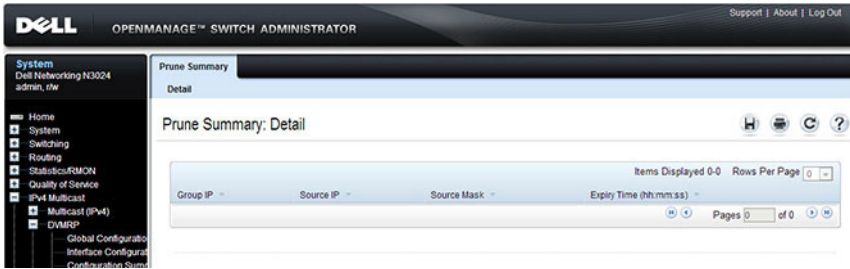 Support | About | Log Out
DELL OPENMANAGE™ SWITCH ADMINISTRATOR
System
Dell Networking N3024
admin, r/w
Prune Summary
Detail
Home
System
Switching
Routing
Statistics/RMON
Quality of Service
IPv4 Multicast
Multicast (IPv4)
DVMRP
Global Configuratio
Interface Configurat
Configuration Summ
Prune Summary: Detail
Items Displayed 0-0 Rows Per Page 0
Group IP Source IP Source Mask Expiry Time (hh:mm:ss)
Pages 0 of 0